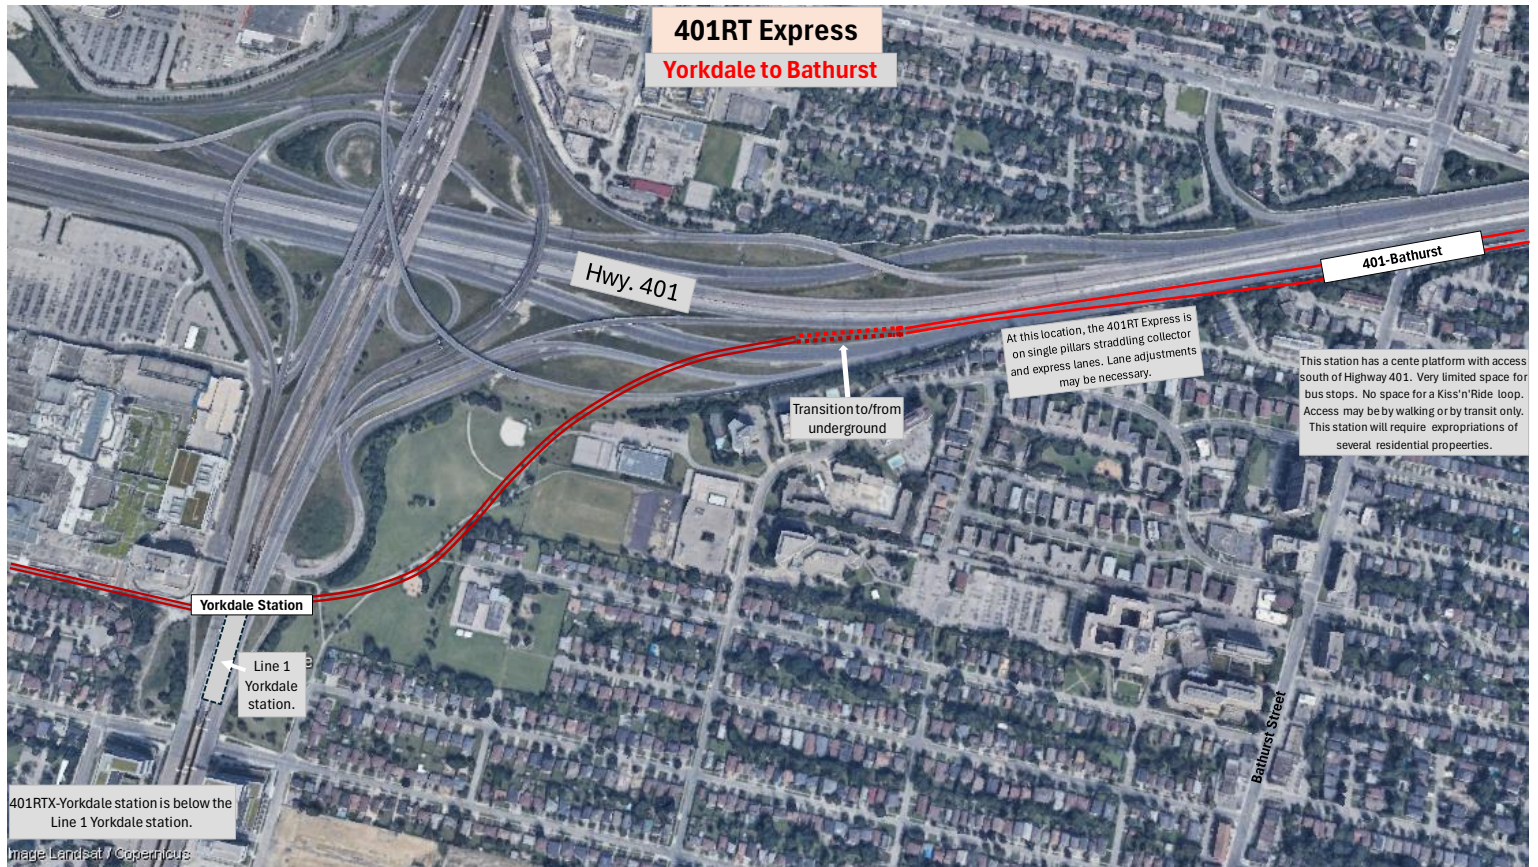 401RT Express
Yorkdale to Bathurst
Hwy. 401
401-Bathurst
At this location, the 401RT Express is
on single pillars straddling collector
and express lanes. Lane adjustments
may be necessary.
This station has a cente platform with access
south of Highway 401. Very limited space for
bus stops. No space for a Kiss'n'Ride loop.
Access may be by walking or by transit only.
This station will require expropriations of
several residential propeerties.
Transition to/from
underground
Yorkdale Station
Line 1
Yorkdale
station.
e
Bathurst Street
401RTX-Yorkdale station is below the
Line 1 Yorkdale station.
mage Landsat / Copernicus